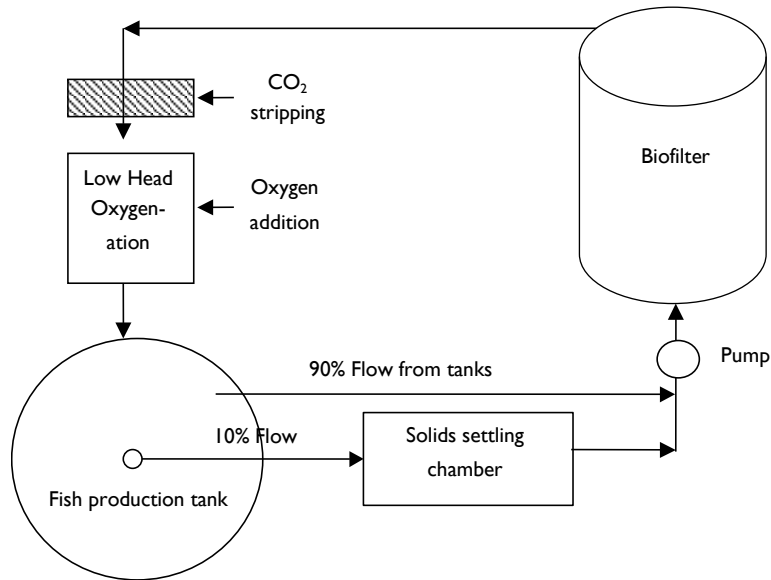 CO₂
stripping
Biofilter
Low Head
Oxygen-
ation
Oxygen
addition
Pump
90% Flow from tanks
10% Flow
Solids settling
chamber
Fish production tank